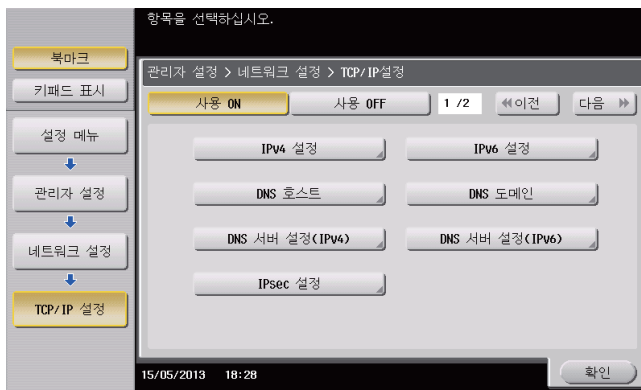 항목을 선택하십시오.
북마크
키패드 표시
설정 메뉴
관리자 설정
네트워크 설정
TCP/IP 설정
관리자 설정 > 네트워크 설정 > TCP/IP설정
사용 ON 사용 OFF 1 /2 이전 다음
IPv4 설정 IPv6 설정
DNS 호스트 DNS 도메인
DNS 서버 설정(IPv4) DNS 서버 설정(IPv6)
IPsec 설정
15/05/2013 18:28
확인